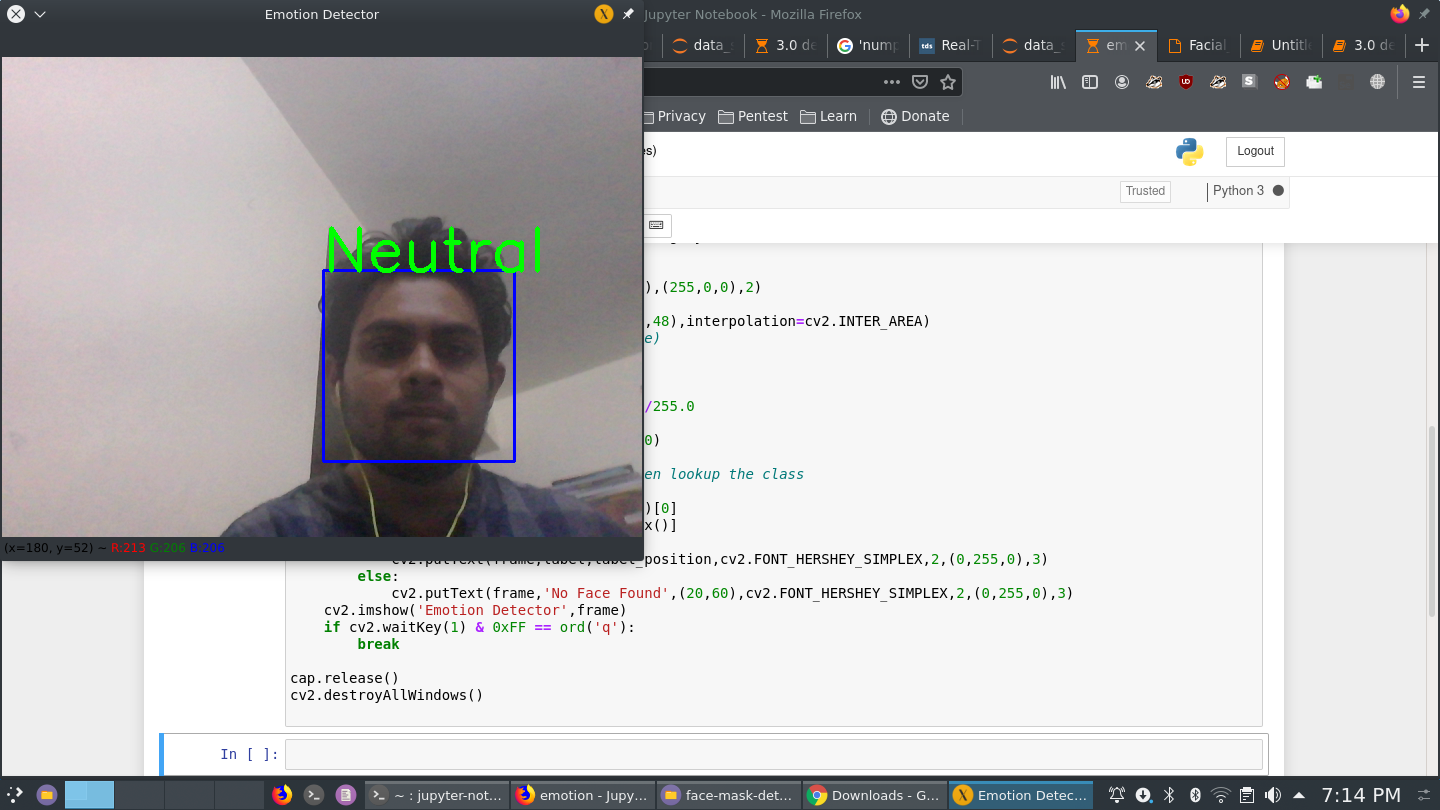 Emotion Detector
Jupyter Notebook - Mozilla Firefox
data_
3.0 de
'nump
tds Real-T
data_
em
Facial
Untitl
3.0 de
Privacy
Pentest
Learn
Donate
es)
Logout
Trusted
Python 3
),(255,0,0),2)
,48),interpolation=cv2.INTER_AREA)
e)
/255.0
0)
en lookup the class
)[0]
x()]
cv2.putText(frame,label,label_position,cv2.FONT_HERSHEY_SIMPLEX,2,(0,255,0),3)
else:
cv2.putText(frame,'No Face Found',(20,60),cv2.FONT_HERSHEY_SIMPLEX,2,(0,255,0),3)
cv2.imshow('Emotion Detector',frame)
if cv2.waitKey(1) & 0xFF == ord('q'):
break
cap.release()
cv2.destroyAllWindows()
In [ ]:
Neutral
(x=180, y=52) ~ R:213 G:206 B:206
~ : jupyter-not...
emotion - Jupy...
face-mask-det...
Downloads - G...
Emotion Detec...
7:14 PM